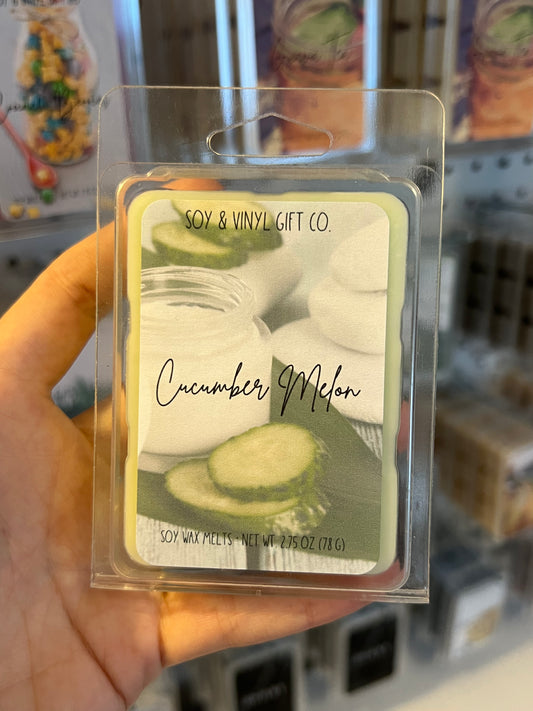 SOY & VINYL GIFT CO.
Cucumber Melon
SOY WAX MELTS • NET WT. 2.75 OZ (78 G)